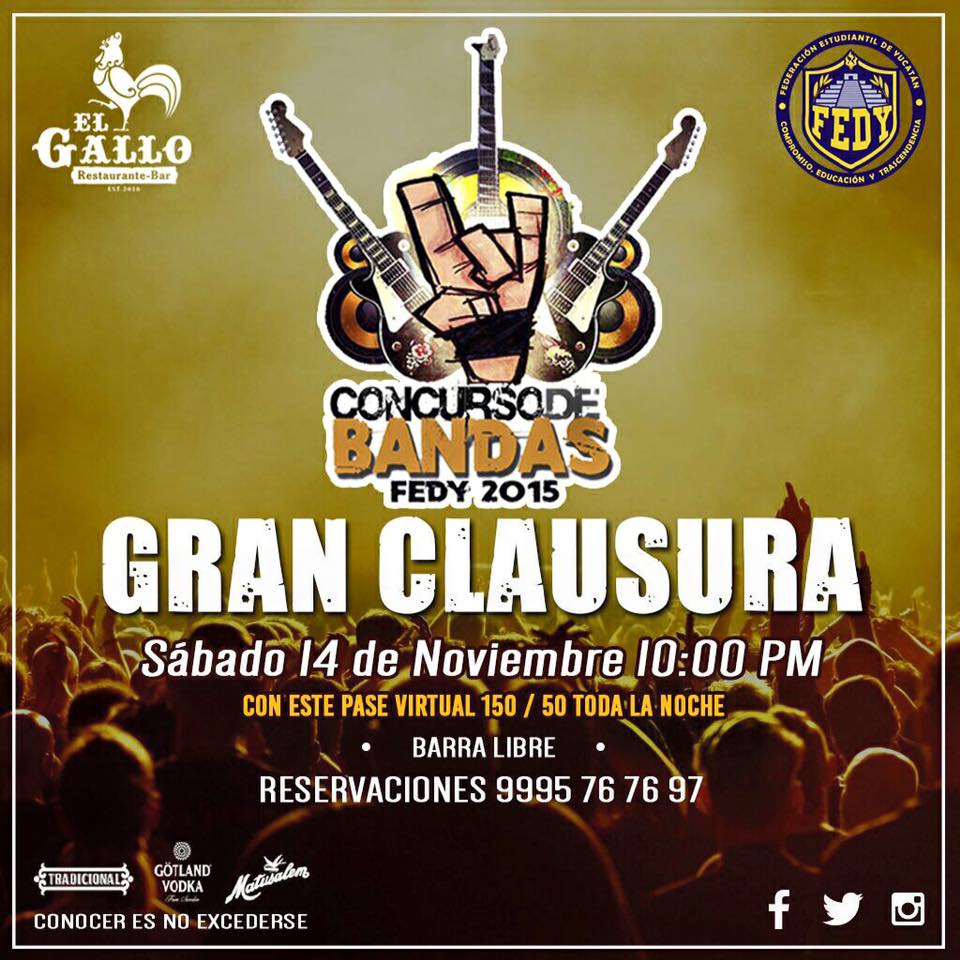 EL
GALLO
Restaurante-Bar
EST. 2010
FEDERACIÓN ESTUDIANTIL DE YUCATÁN
FEDY
COMPROMISO, EDUCACIÓN Y TRASCENDENCIA
CONCURSO DE
BANDAS
FEDY 2015
GRAN CLAUSURA
Sábado 14 de Noviembre 10:00 PM
CON ESTE PASE VIRTUAL 150 / 50 TODA LA NOCHE
• BARRA LIBRE •
RESERVACIONES 9995 76 76 97
TRADICIONAL
GÖTLAND
VODKA
Matusalem
CONOCER ES NO EXCEDERSE